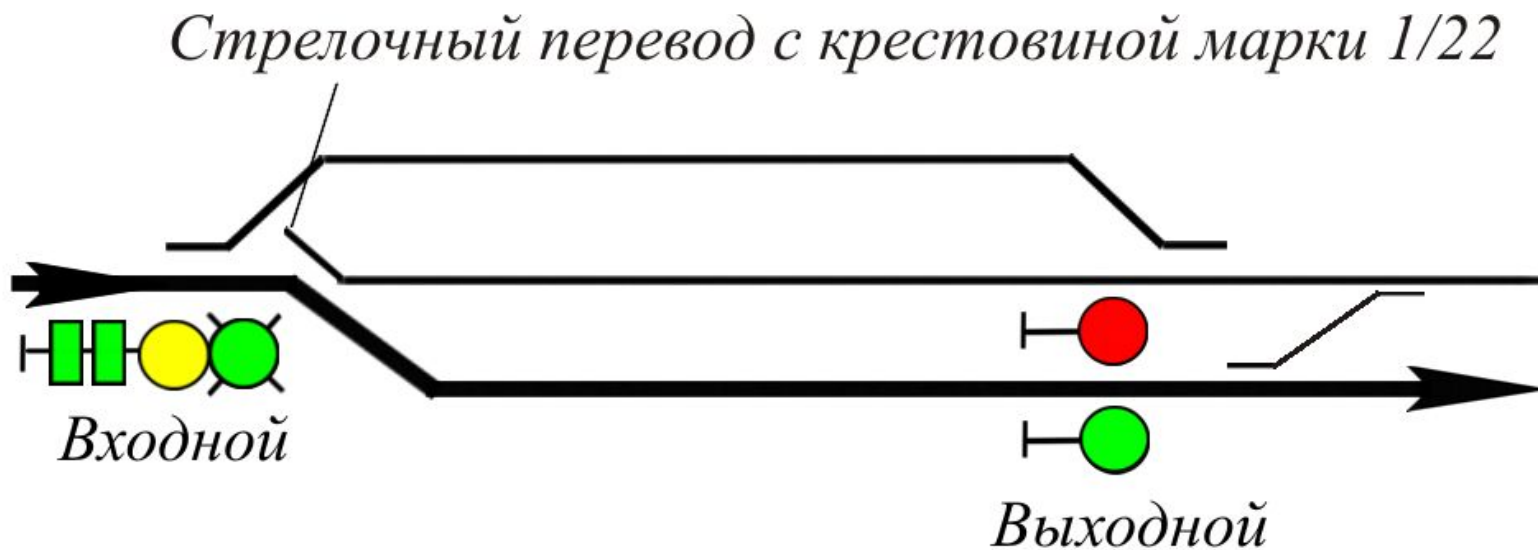 Стрелочный перевод с крестовиной марки 1/22
Входной
Выходной